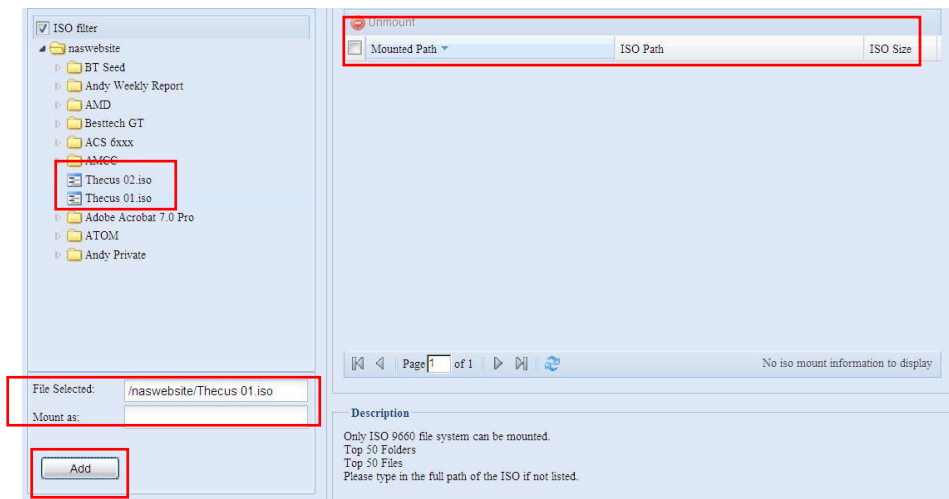 ISO filter
naswebsite
BT Seed
Andy Weekly Report
AMD
Besttech GT
ACS 6xxx
AMCC
Thecus 02.iso
Thecus 01.iso
Adobe Acrobat 7.0 Pro
ATOM
Andy Private
File Selected: /naswebsite/Thecus 01.iso
Mount as:
Add
Unmount
Mounted Path ISO Path ISO Size
Page 1 of 1 No iso mount information to display
Description
Only ISO 9660 file system can be mounted.
Top 50 Folders
Top 50 Files
Please type in the full path of the ISO if not listed.